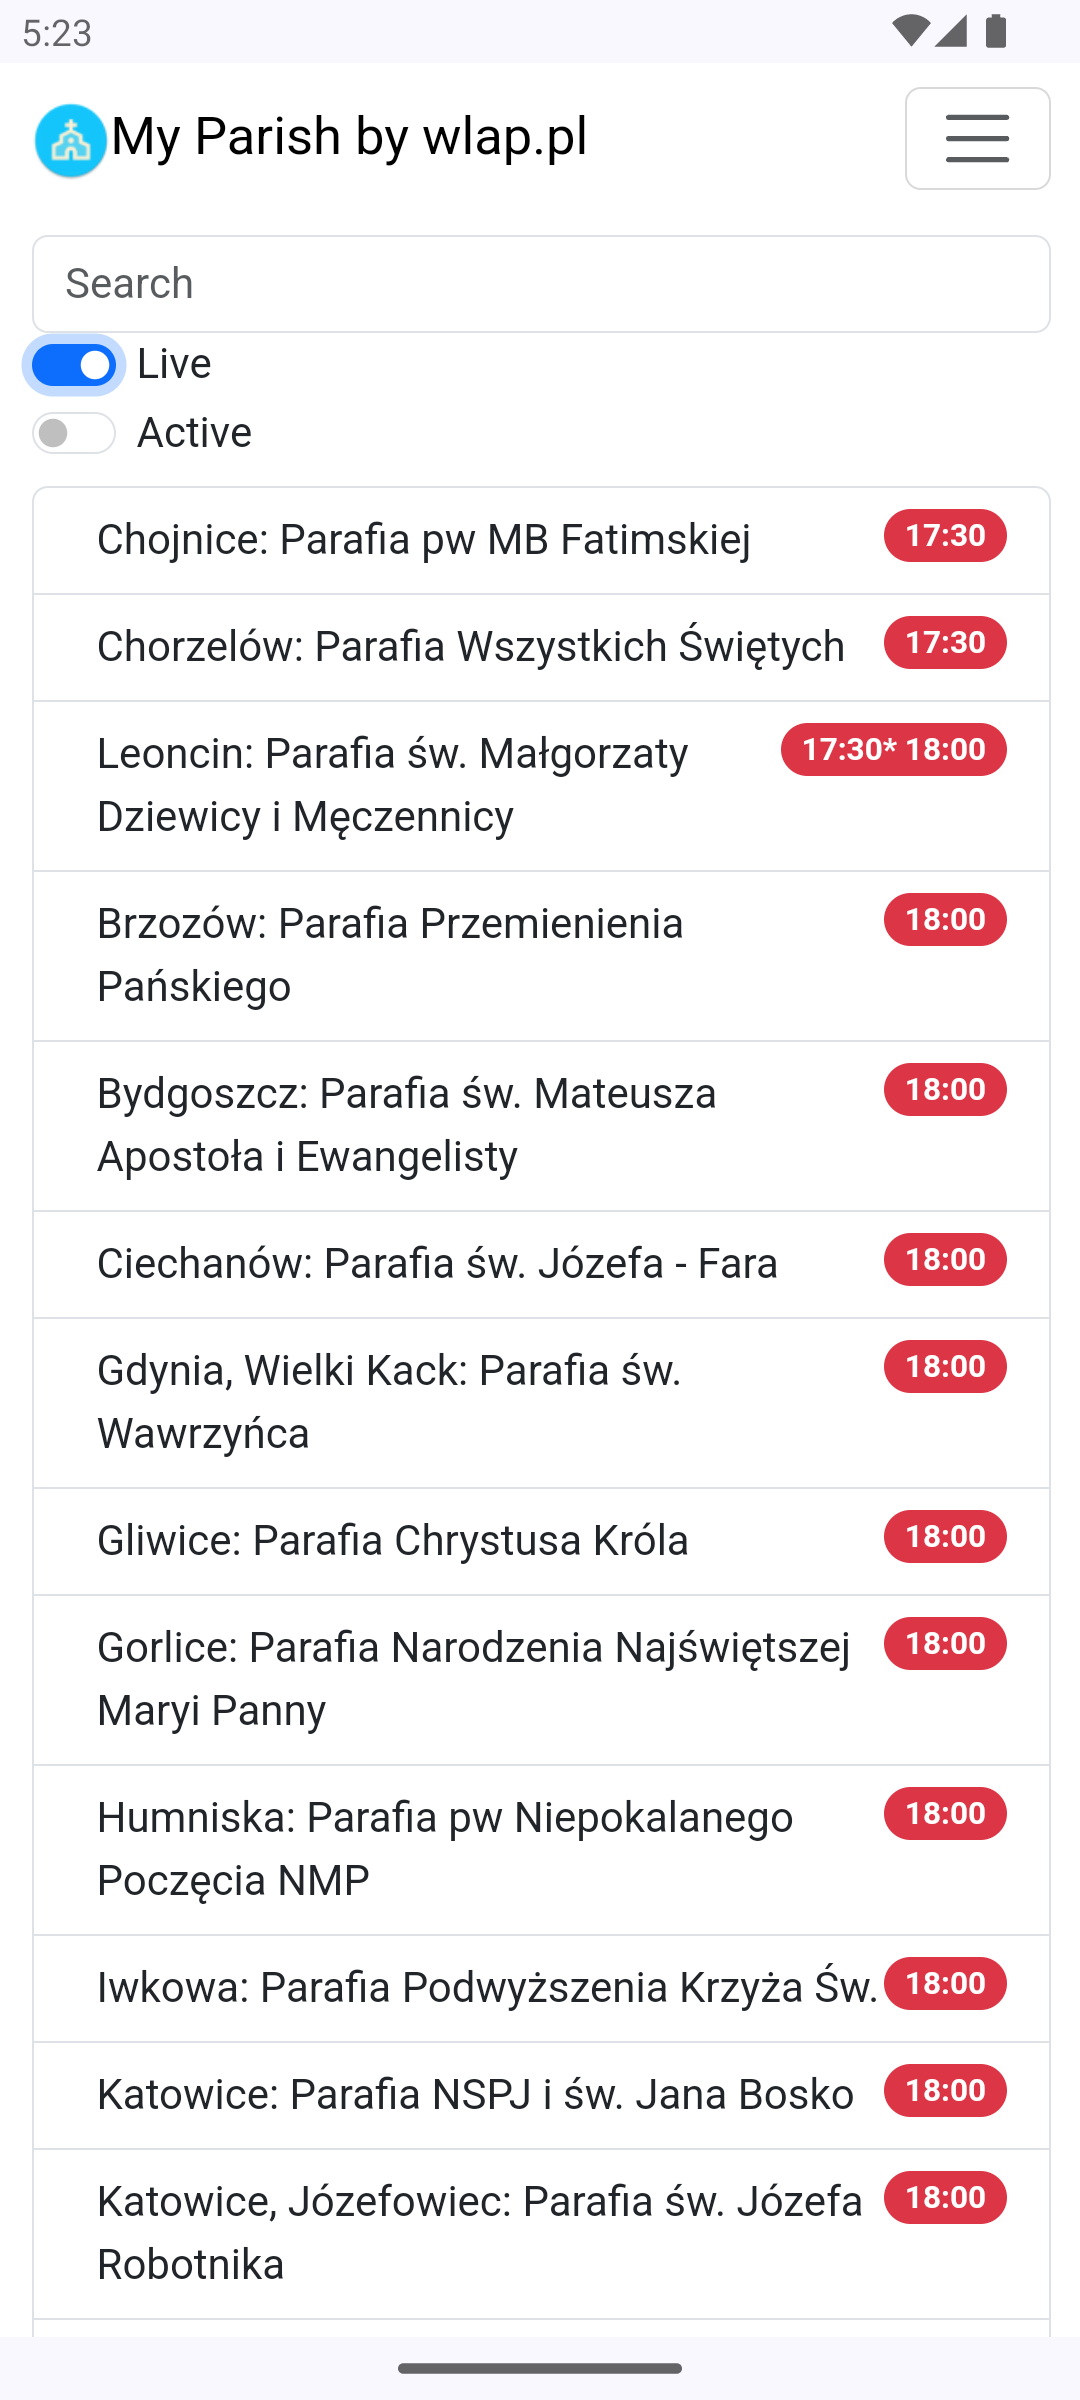 5:23
My Parish by wlap.pl
Search
Live
Active
Chojnice: Parafia pw MB Fatimskiej 17:30
Chorzelów: Parafia Wszystkich Świętych 17:30
Leoncin: Parafia św. Małgorzaty 17:30* 18:00
Dziewicy i Męczennicy
Brzozów: Parafia Przemienienia 18:00
Pańskiego
Bydgoszcz: Parafia św. Mateusza 18:00
Apostoła i Ewangelisty
Ciechanów: Parafia św. Józefa - Fara 18:00
Gdynia, Wielki Kack: Parafia św. 18:00
Wawrzyńca
Gliwice: Parafia Chrystusa Króla 18:00
Gorlice: Parafia Narodzenia Najświętszej 18:00
Maryi Panny
Humniska: Parafia pw Niepokalanego 18:00
Poczęcia NMP
Iwkowa: Parafia Podwyższenia Krzyża Św. 18:00
Katowice: Parafia NSPJ i św. Jana Bosko 18:00
Katowice, Józefowiec: Parafia św. Józefa 18:00
Robotnika